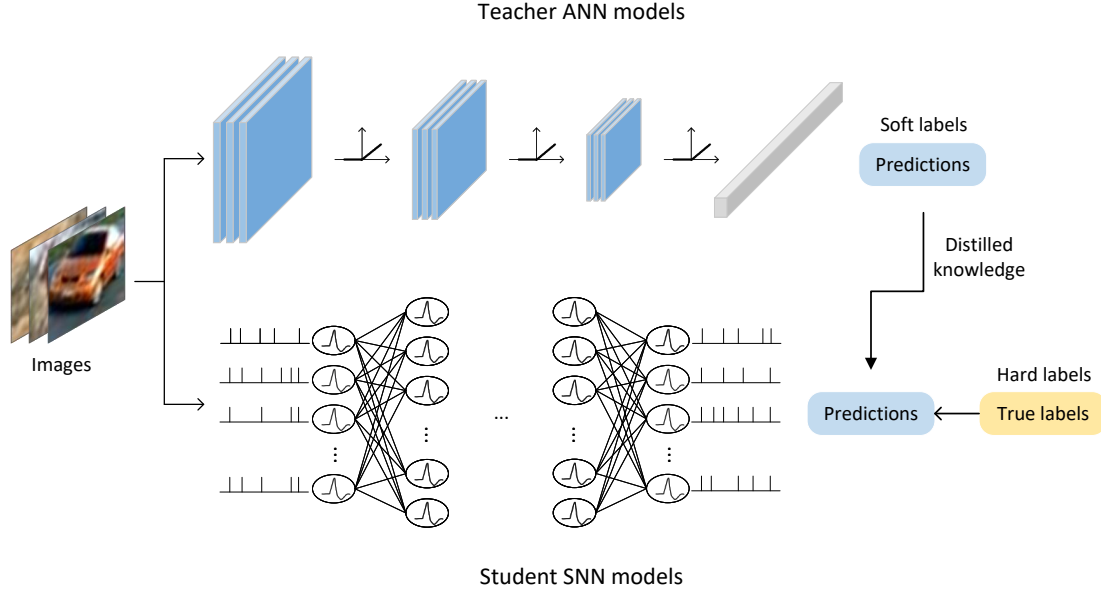 Teacher ANN models
Soft labels
Predictions
Distilled
knowledge
Images
...
Hard labels
Predictions
True labels
Student SNN models